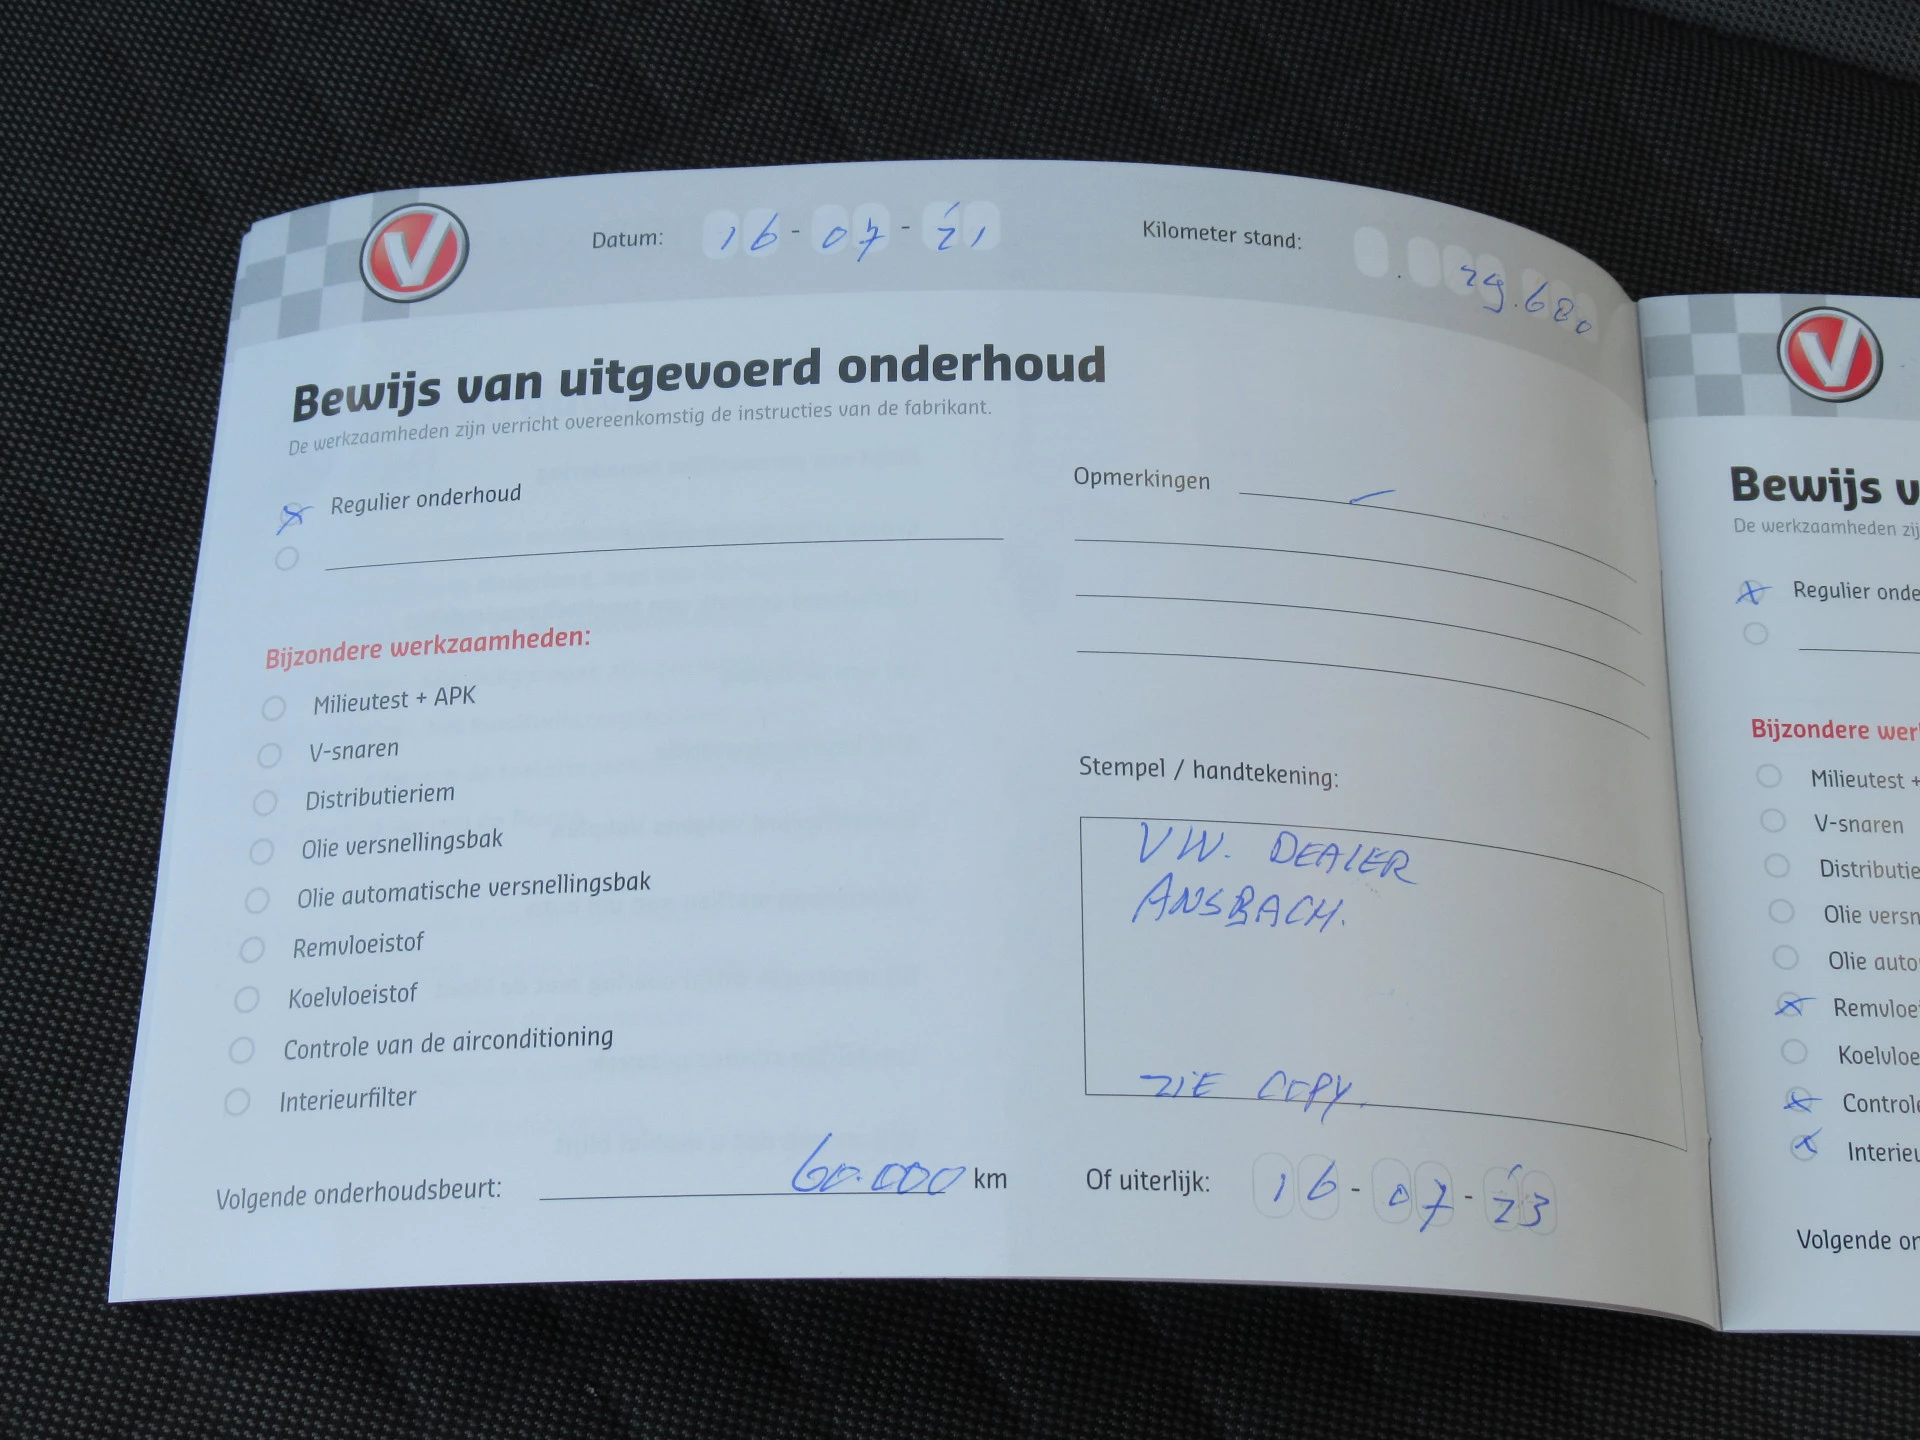 V
Datum: 16-07-21
Kilometer stand: 29.680
Bewijs van uitgevoerd onderhoud
De werkzaamheden zijn verricht overeenkomstig de instructies van de fabrikant.
Regulier onderhoud
Bijzondere werkzaamheden:
Milieutest + APK
V-snaren
Distributieriem
Olie versnellingsbak
Olie automatische versnellingsbak
Remvloeistof
Koelvloeistof
Controle van de airconditioning
Interieurfilter
Volgende onderhoudsbeurt: 60.000 km
Opmerkingen
Stempel / handtekening:
VW. DEALER
ANSBACH.
ZIE COPY.
Of uiterlijk: 16-07-23
V
Bewijs v
De werkzaamheden zij
Regulier onde
Bijzondere wer
Milieutest +
V-snaren
Distributie
Olie versn
Olie auto
Remvloei
Koelvloe
Controle
Interieu
Volgende on